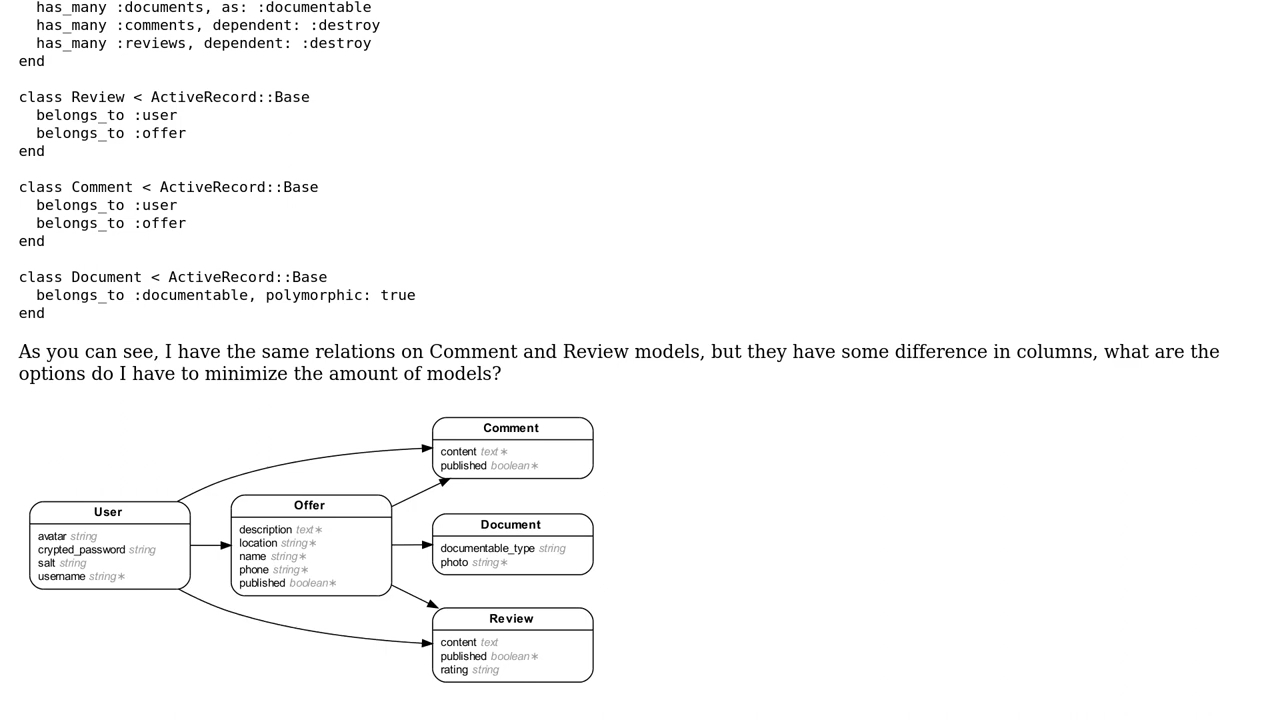 has_many :documents, as: :documentable
has_many :comments, dependent: :destroy
has_many :reviews, dependent: :destroy
end
class Review < ActiveRecord::Base
belongs_to :user
belongs_to :offer
end
class Comment < ActiveRecord::Base
belongs_to :user
belongs_to :offer
end
class Document < ActiveRecord::Base
belongs_to :documentable, polymorphic: true
end
As you can see, I have the same relations on Comment and Review models, but they have some difference in columns, what are the
options do I have to minimize the amount of models?
Comment
content text∗
published boolean∗
User
avatar string
crypted_password string
salt string
username string∗
Offer
description text∗
location string∗
name string∗
phone string∗
published boolean∗
Document
documentable_type string
photo string∗
Review
content text
published boolean∗
rating string